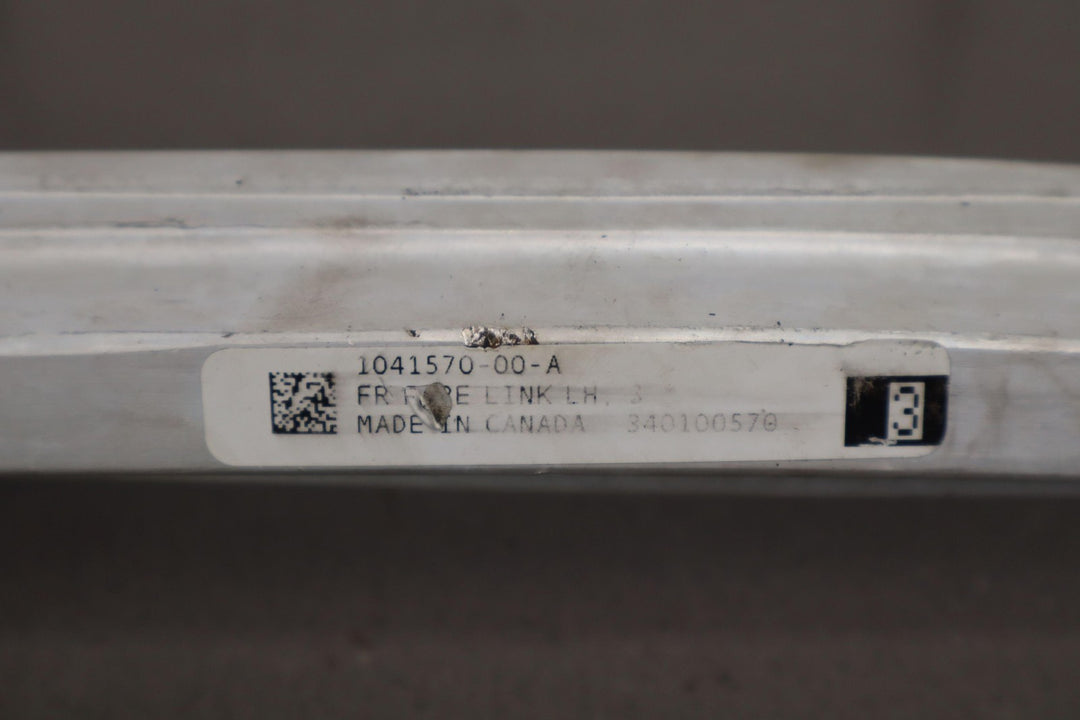 1041570-00-A
FR LINK LH, 3
MADE IN CANADA 340100570
3